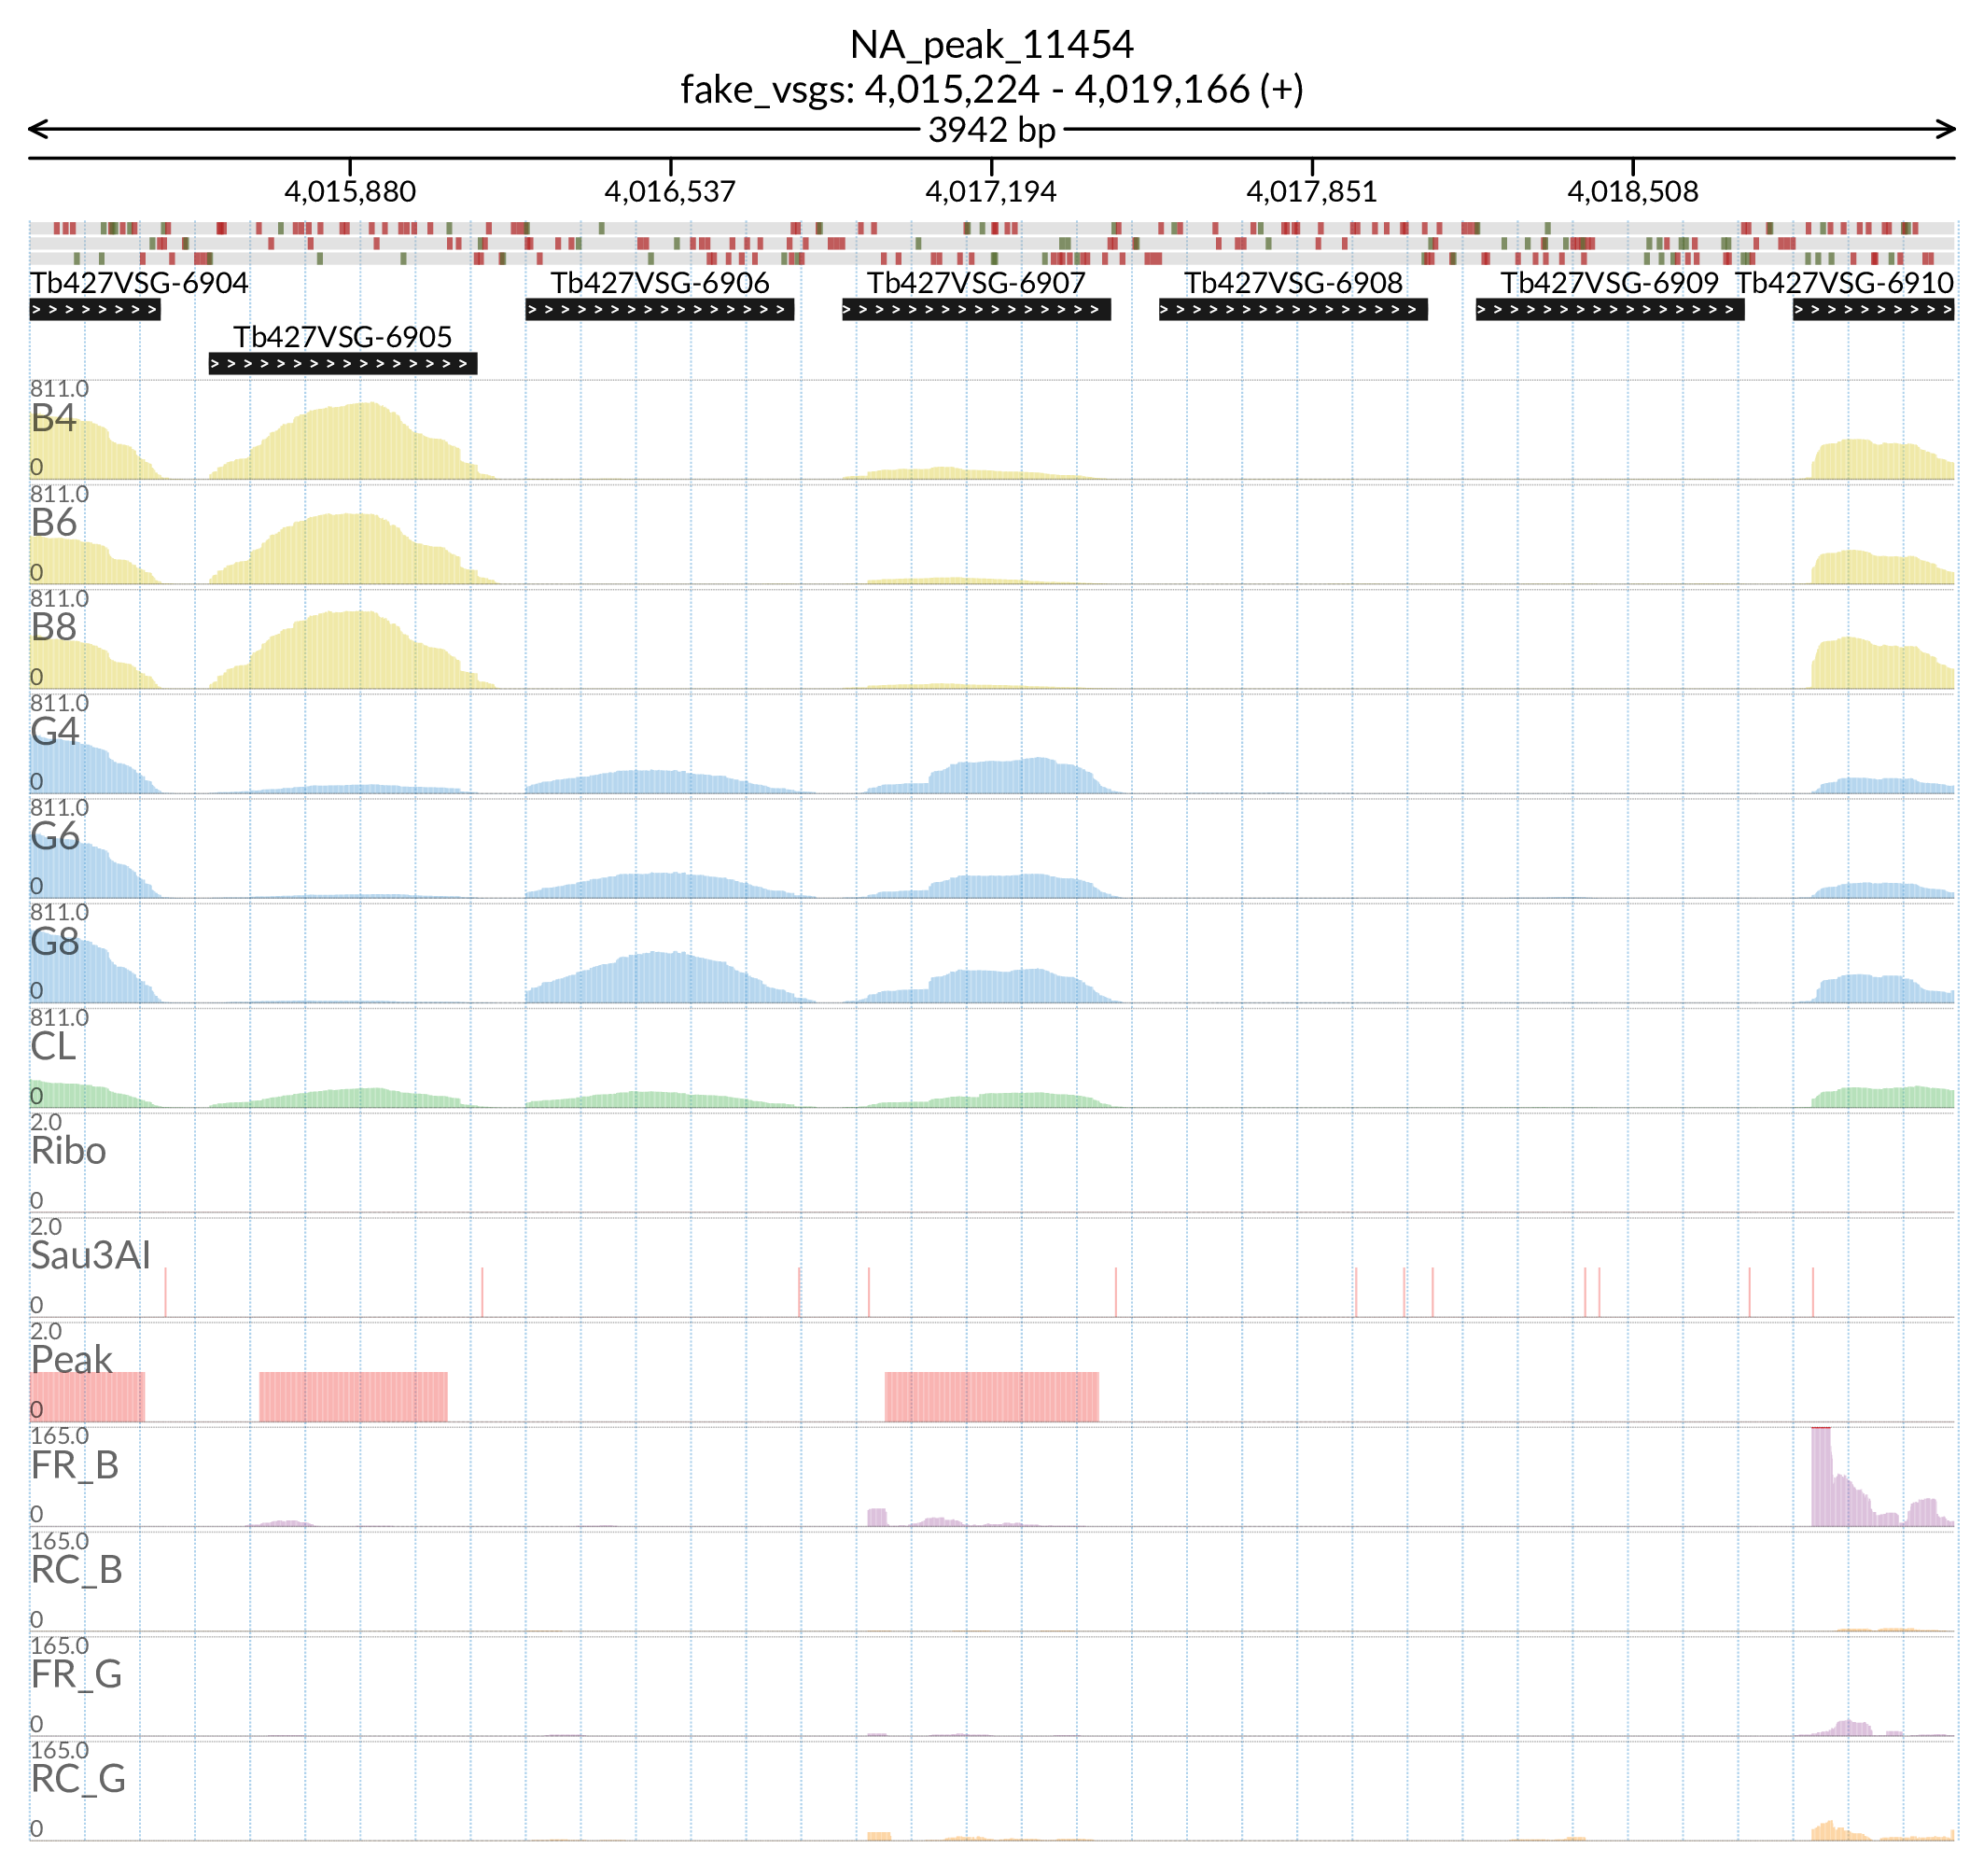 NA_peak_11454
fake_vsgs: 4,015,224 - 4,019,166 (+)
3942 bp
4,015,880 4,016,537 4,017,194 4,017,851 4,018,508
Tb427VSG-6904 Tb427VSG-6906 Tb427VSG-6907 Tb427VSG-6908 Tb427VSG-6909 Tb427VSG-6910
Tb427VSG-6905
811.0
B4
0
811.0
B6
0
811.0
B8
0
811.0
G4
0
811.0
G6
0
811.0
G8
0
811.0
CL
0
2.0
Ribo
0
2.0
Sau3AI
0
2.0
Peak
0
165.0
FR_B
0
165.0
RC_B
0
165.0
FR_G
0
165.0
RC_G
0